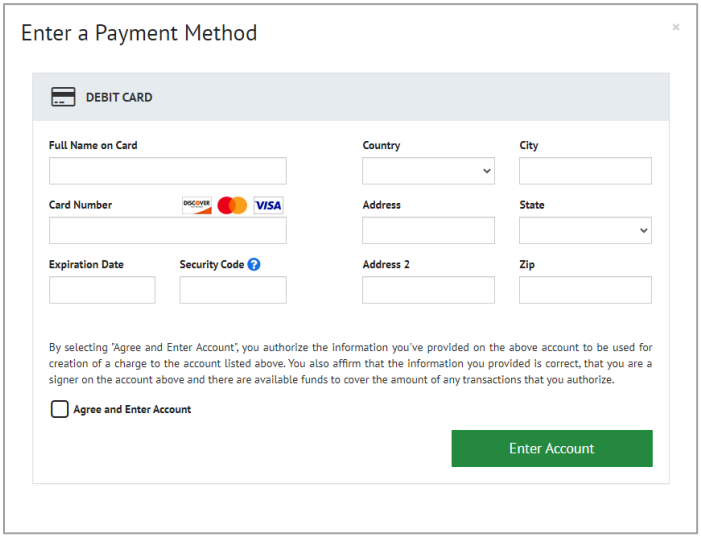 Enter a Payment Method
×
DEBIT CARD
Full Name on Card
Country
City
Card Number
DISCOVER
VISA
Address
State
Expiration Date
Security Code ?
Address 2
Zip
By selecting "Agree and Enter Account", you authorize the information you've provided on the above account to be used for
creation of a charge to the account listed above. You also affirm that the information you provided is correct, that you are a
signer on the account above and there are available funds to cover the amount of any transactions that you authorize.
Agree and Enter Account
Enter Account